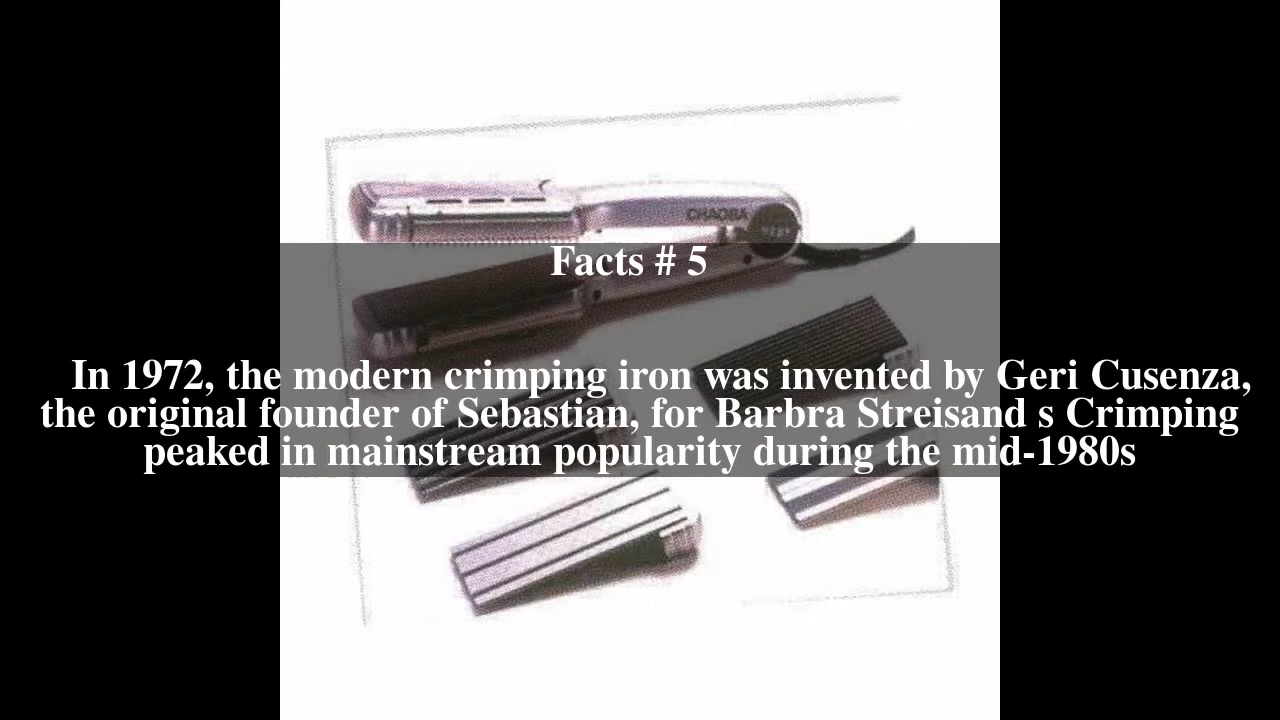 CHAOBA
Facts # 5
In 1972, the modern crimping iron was invented by Geri Cusenza,
the original founder of Sebastian, for Barbra Streisand s Crimping
peaked in mainstream popularity during the mid-1980s